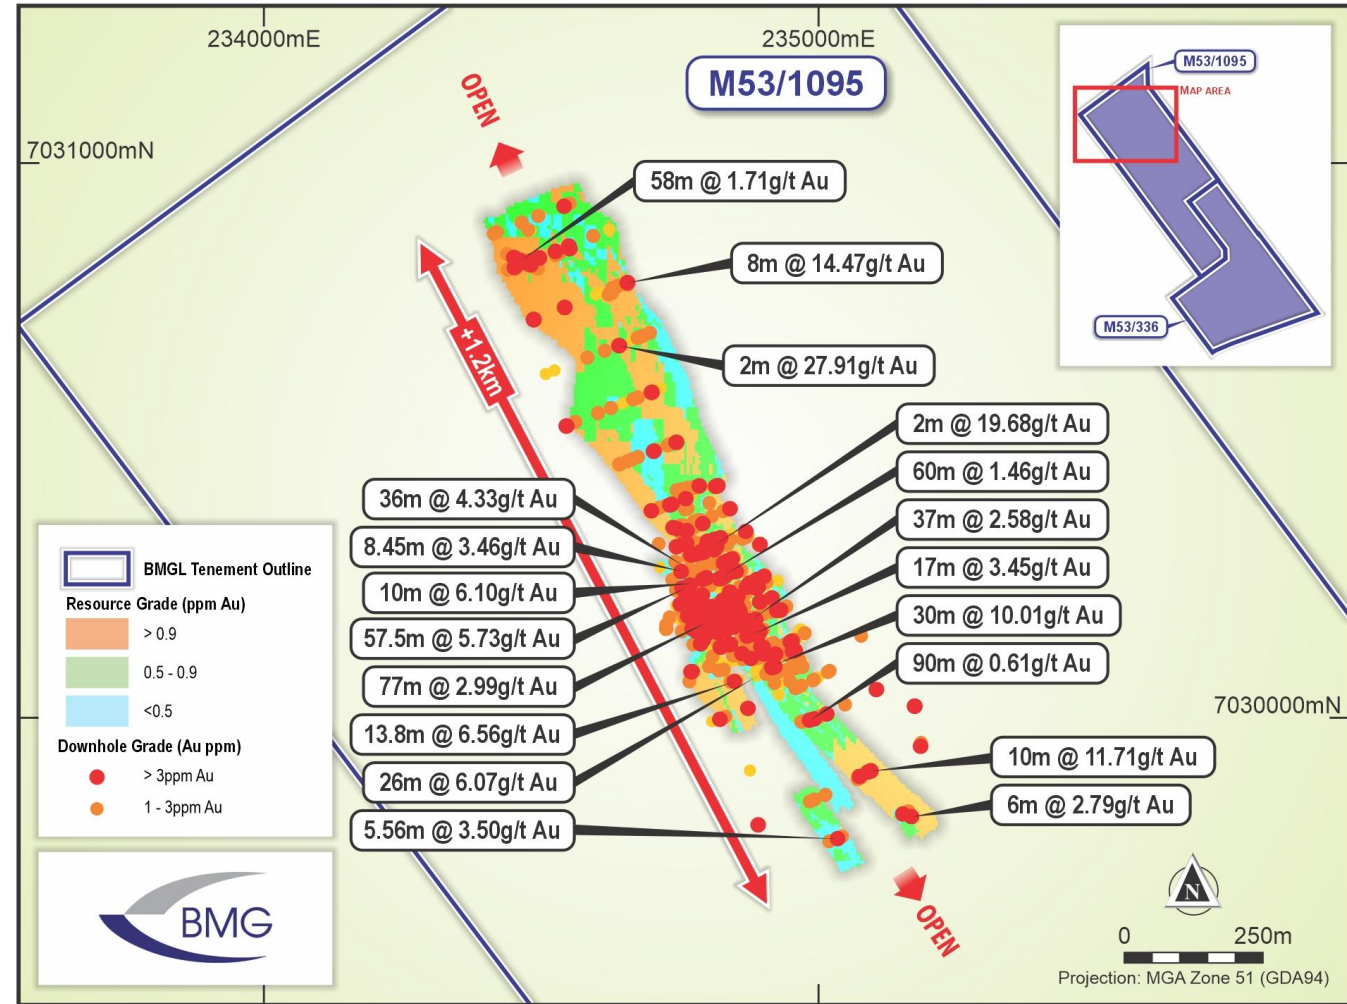 234000mE
235000mE
M53/1095
7031000mN
OPEN
58m @ 1.71g/t Au
8m @ 14.47g/t Au
2m @ 27.91g/t Au
+1.2km
2m @ 19.68g/t Au
60m @ 1.46g/t Au
37m @ 2.58g/t Au
17m @ 3.45g/t Au
30m @ 10.01g/t Au
90m @ 0.61g/t Au
36m @ 4.33g/t Au
8.45m @ 3.46g/t Au
10m @ 6.10g/t Au
57.5m @ 5.73g/t Au
77m @ 2.99g/t Au
13.8m @ 6.56g/t Au
26m @ 6.07g/t Au
5.56m @ 3.50g/t Au
10m @ 11.71g/t Au
6m @ 2.79g/t Au
OPEN
7030000mN
M53/1095
MAP AREA
M53/336
BMGL Tenement Outline
Resource Grade (ppm Au)
> 0.9
0.5 - 0.9
<0.5
Downhole Grade (Au ppm)
> 3ppm Au
1 - 3ppm Au
BMG
N
0 250m
Projection: MGA Zone 51 (GDA94)